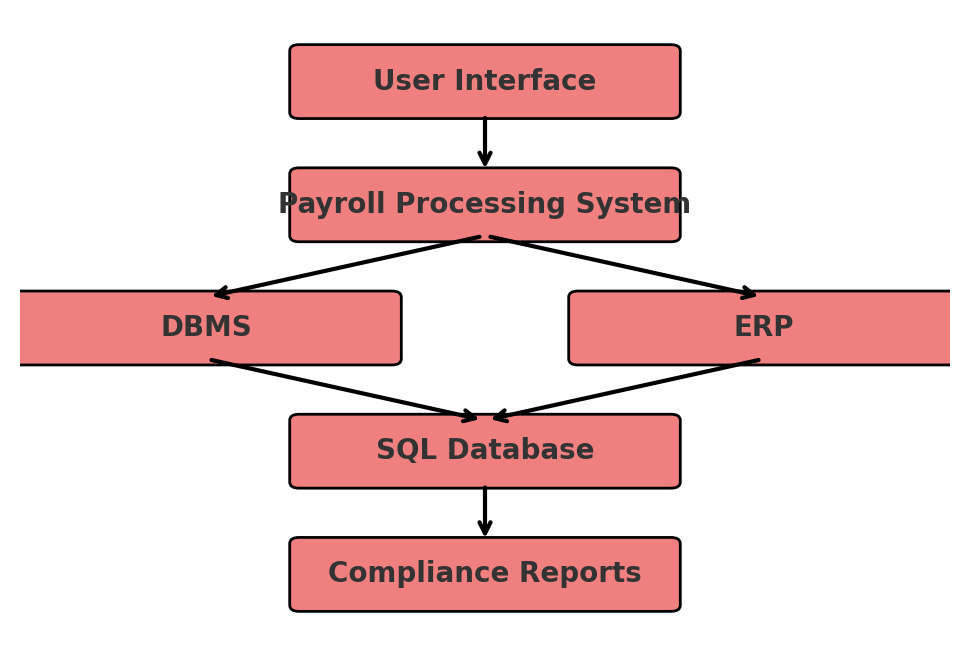 User Interface
Payroll Processing System
DBMS
ERP
SQL Database
Compliance Reports